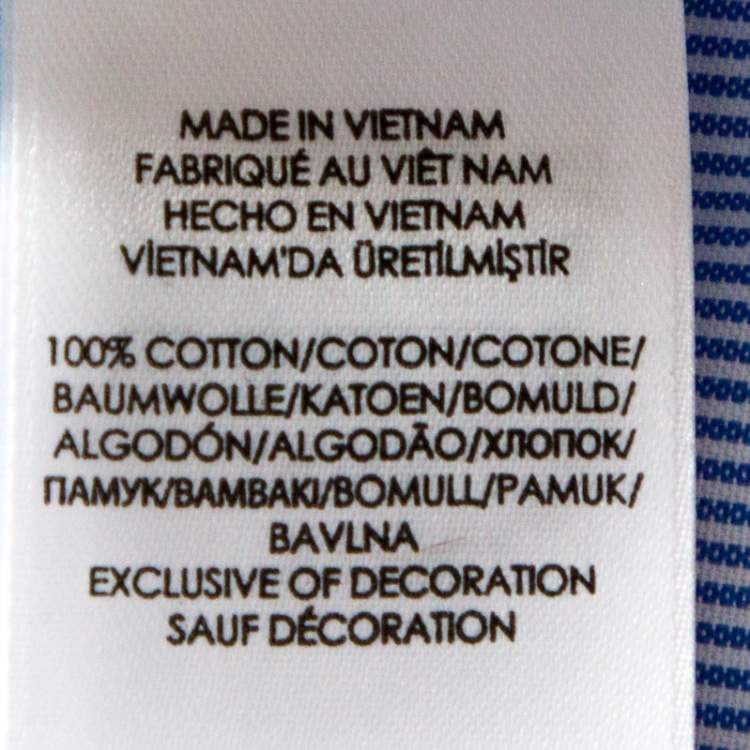 MADE IN VIETNAM
FABRIQUÉ AU VIÊT NAM
HECHO EN VIETNAM
VİETNAM'DA ÜRETİLMİŞTİR
100% COTTON/COTON/COTONE/
BAUMWOLLE/KATOEN/BOMULD/
ALGODÓN/ALGODÃO/ХЛОПОК/
ПАМУК/ΒΑΜΒΑΚΙ/BOMULL/PAMUK/
BAVLNA
EXCLUSIVE OF DECORATION
SAUF DÉCORATION